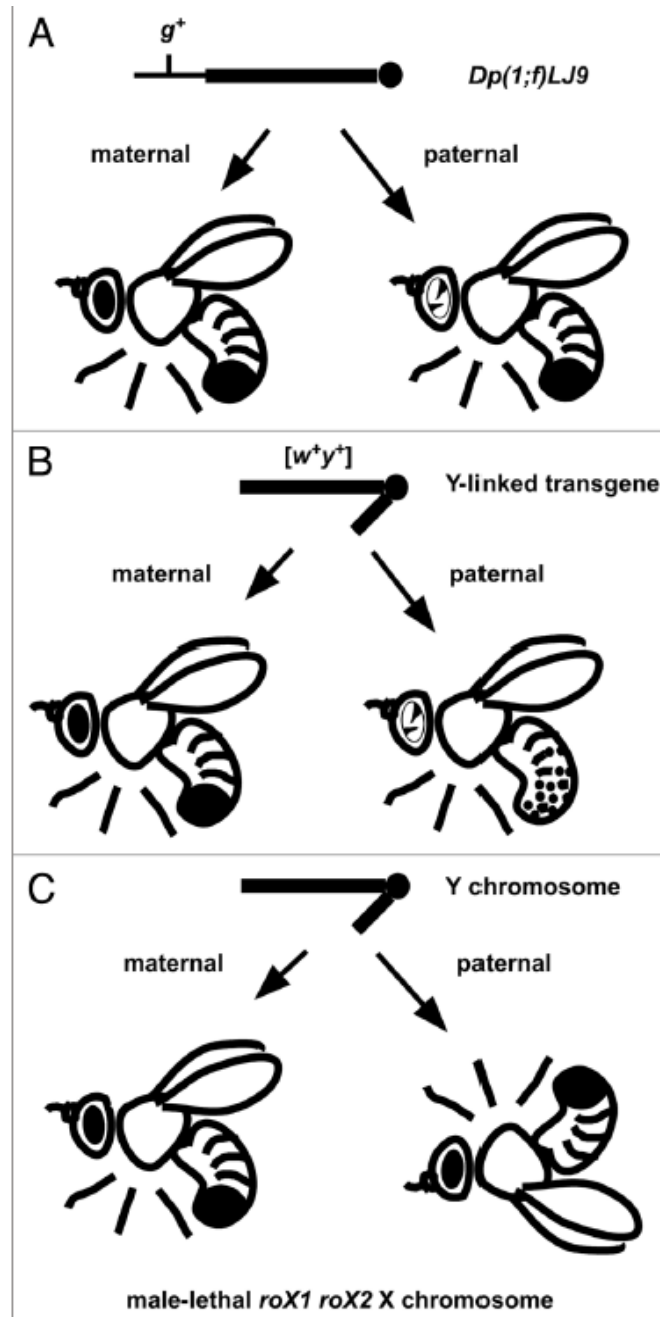 A
g+
Dp(1;f)LJ9
maternal
paternal
B
[w+y+]
Y-linked transgene
maternal
paternal
C
Y chromosome
maternal
paternal
male-lethal roX1 roX2 X chromosome